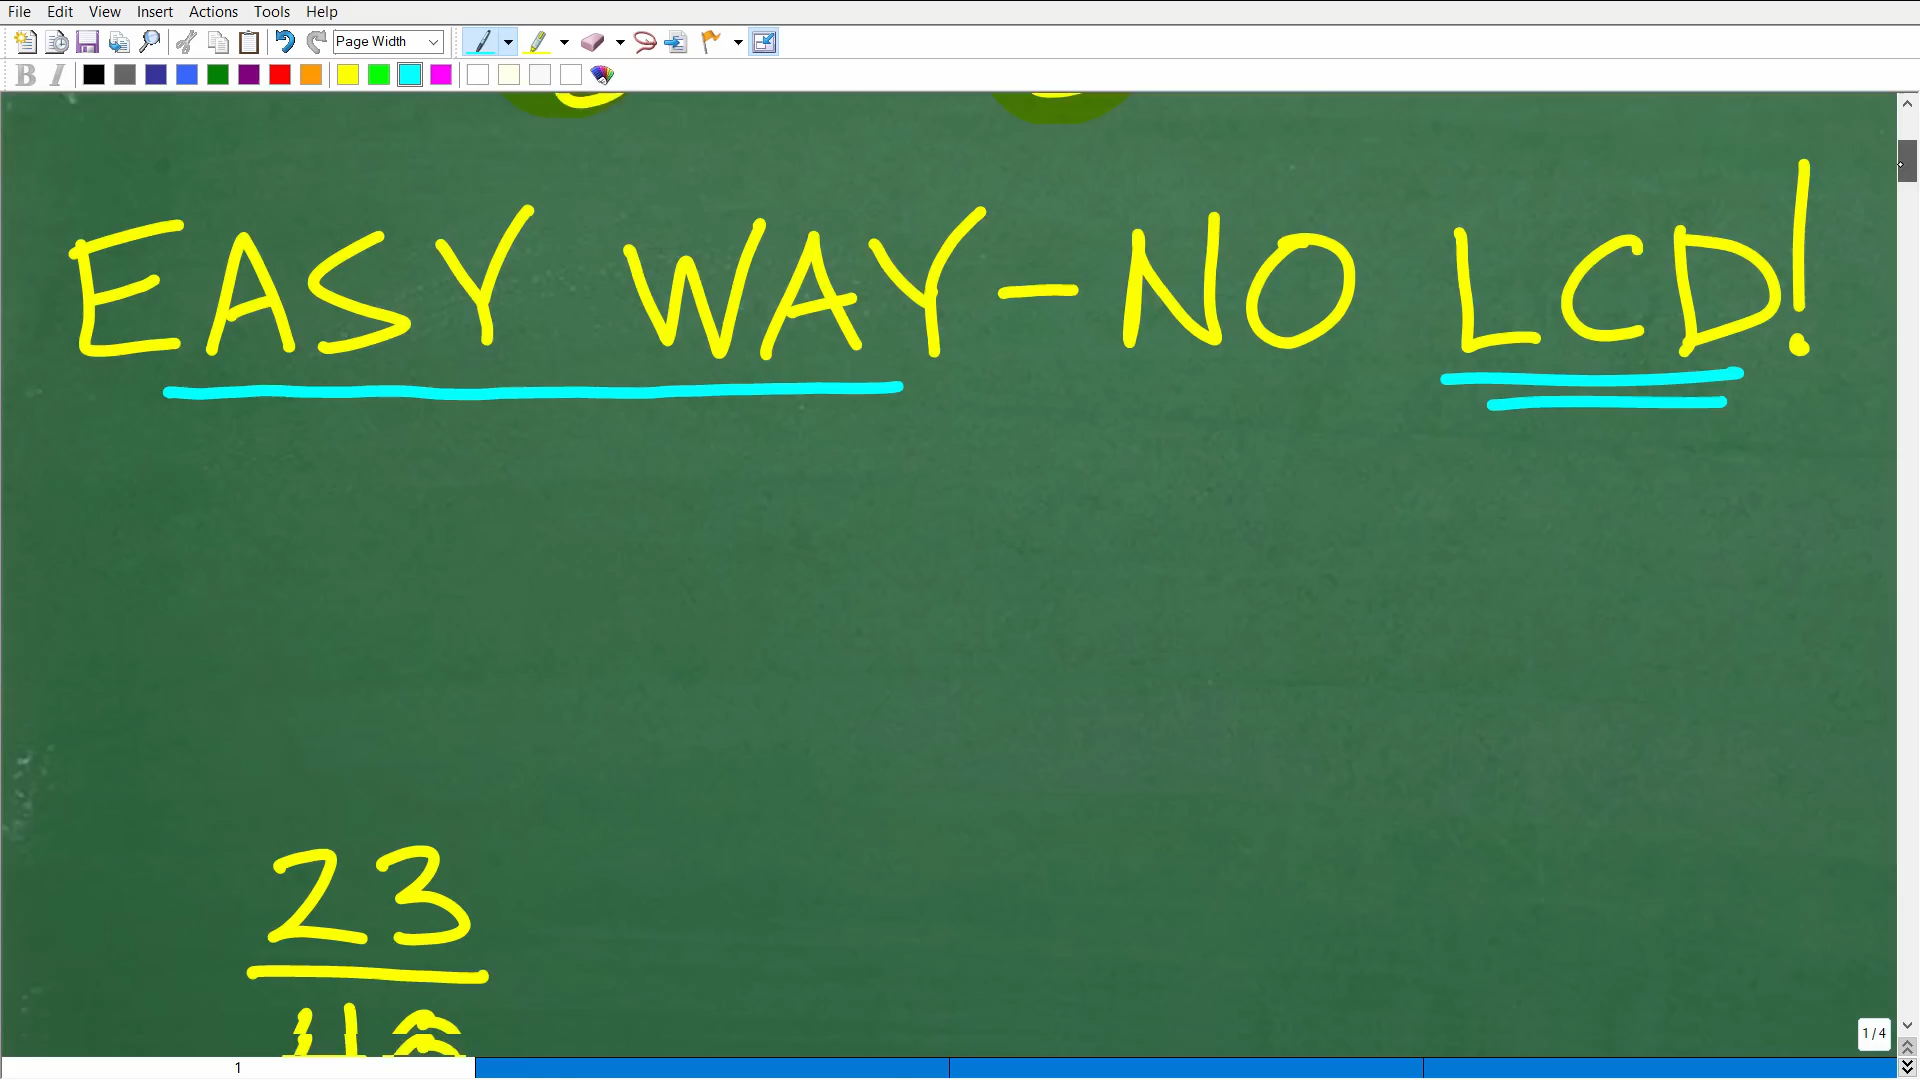 File Edit View Insert Actions Tools Help
Page Width
B I
EASY WAY - NO LCD!
23
1 / 4
1